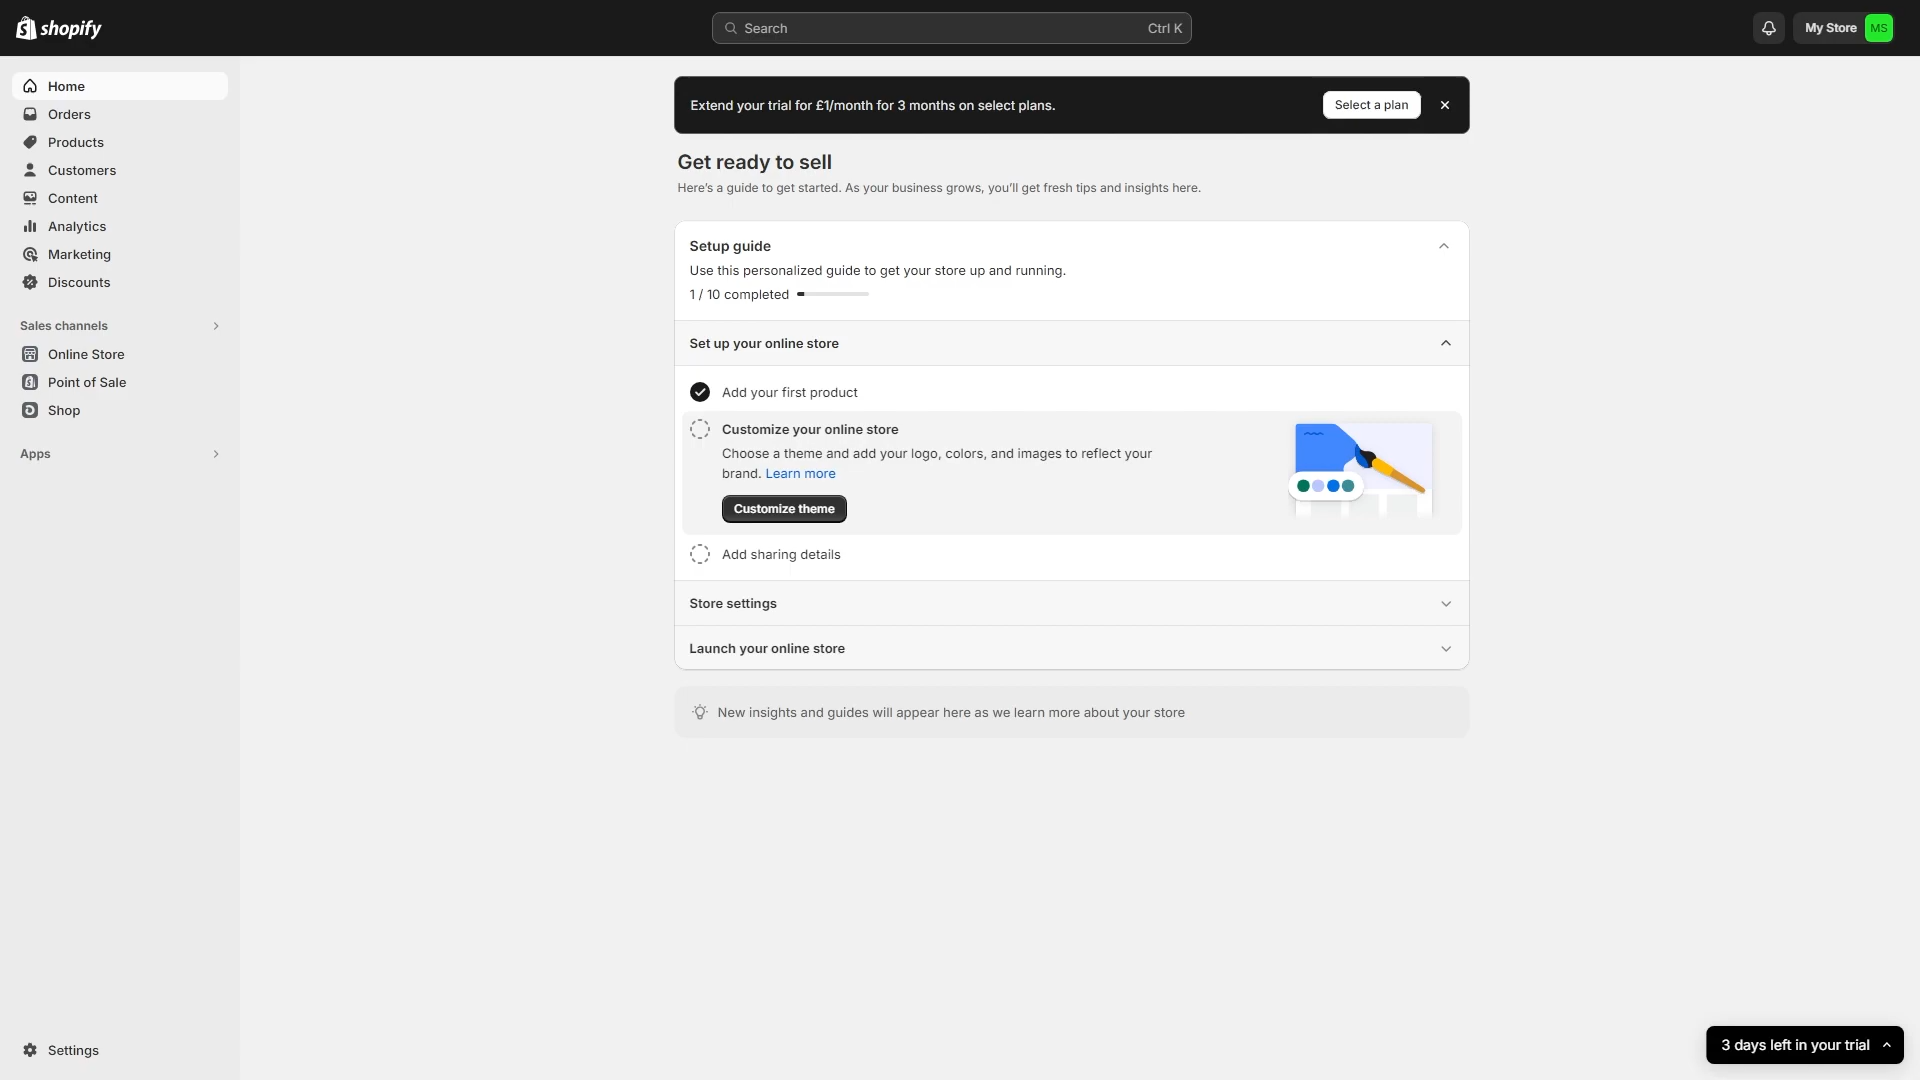 shopify
Search
Ctrl K
My Store
MS
Home
Orders
Products
Customers
Content
Analytics
Marketing
Discounts
Sales channels
Online Store
Point of Sale
Shop
Apps
Settings
Extend your trial for £1/month for 3 months on select plans.
Select a plan
Get ready to sell
Here's a guide to get started. As your business grows, you'll get fresh tips and insights here.
Setup guide
Use this personalized guide to get your store up and running.
1 / 10 completed
Set up your online store
Add your first product
Customize your online store
Choose a theme and add your logo, colors, and images to reflect your
brand. Learn more
Customize theme
Add sharing details
Store settings
Launch your online store
New insights and guides will appear here as we learn more about your store
3 days left in your trial